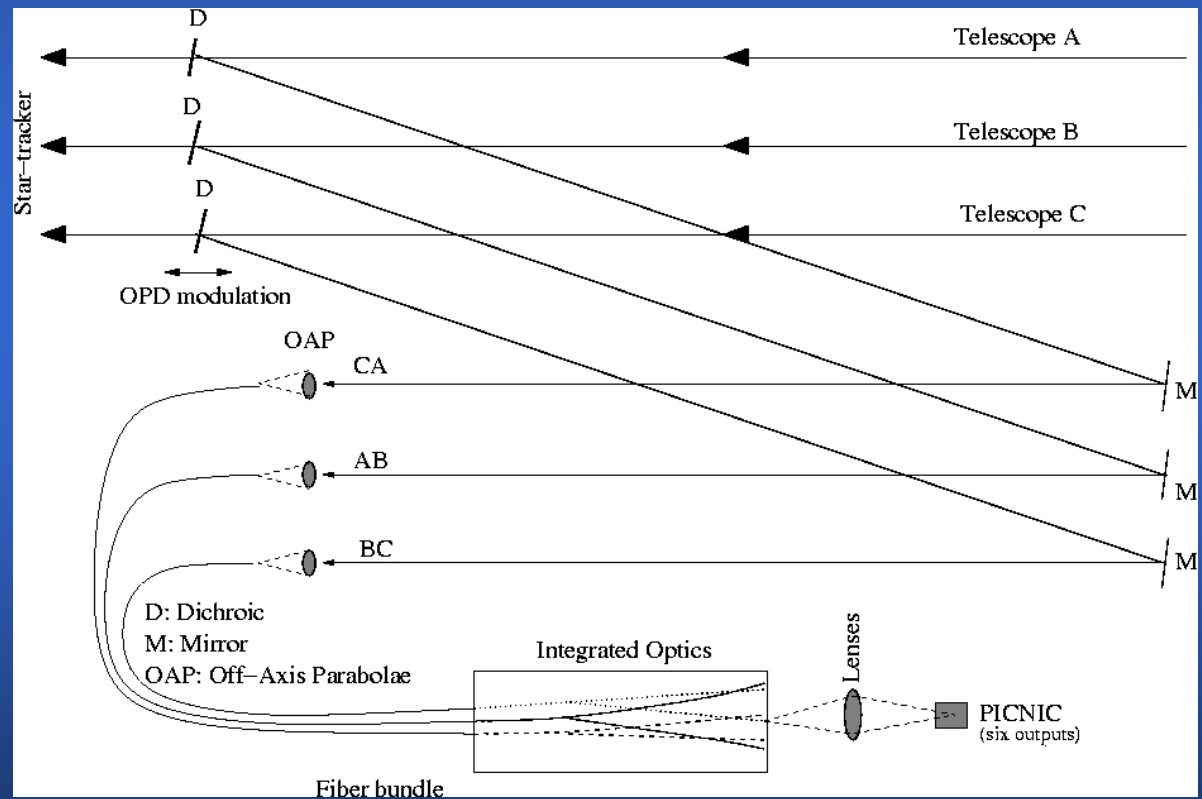 D
Telescope A
D
Telescope B
D
Telescope C
Star-tracker
OPD modulation
OAP
CA
M
AB
M
BC
M
D: Dichroic
M: Mirror
OAP: Off-Axis Parabolae
Integrated Optics
Lenses
PICNIC
(six outputs)
Fiber bundle